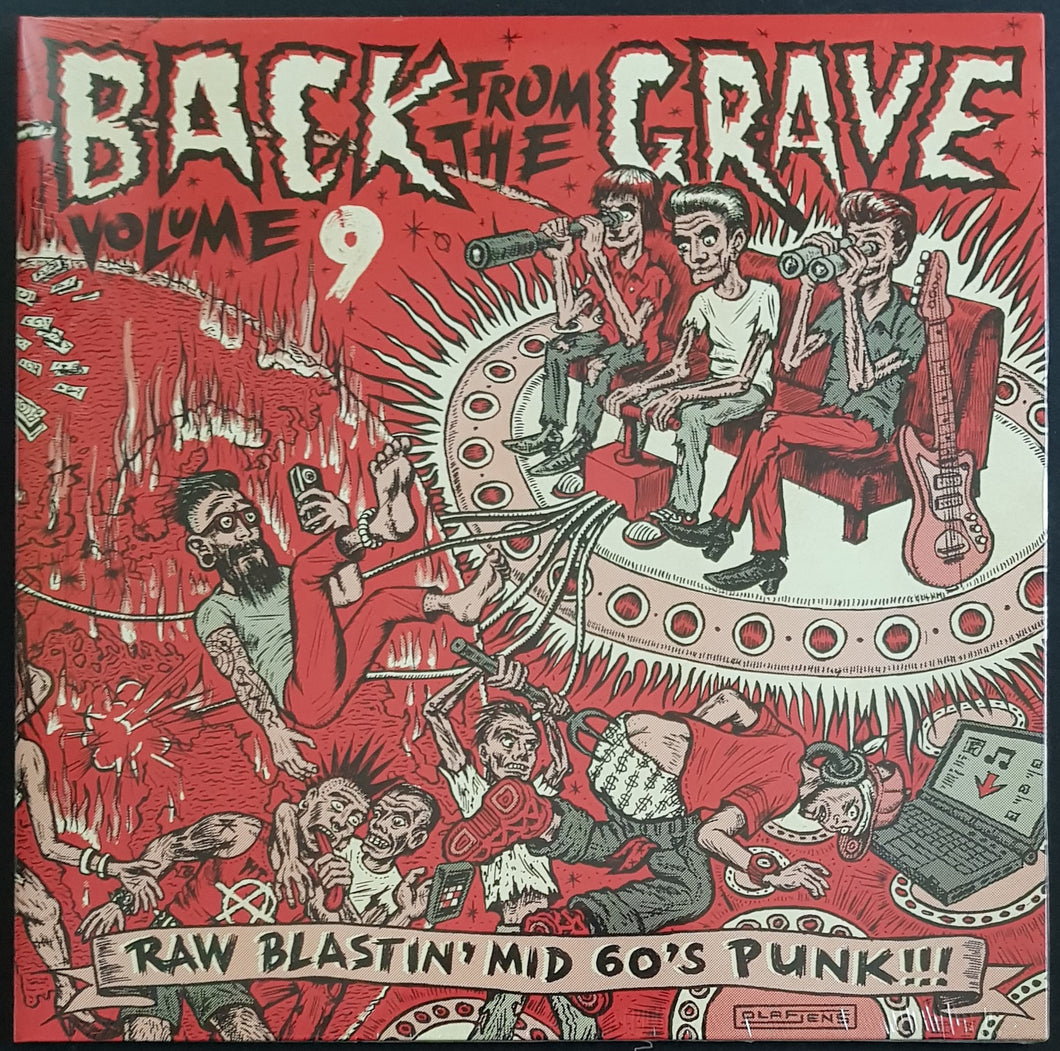 BACK FROM THE GRAVE
VOLUME 9
RAW BLASTIN' MID 60'S PUNK!!!
OLAF JENS